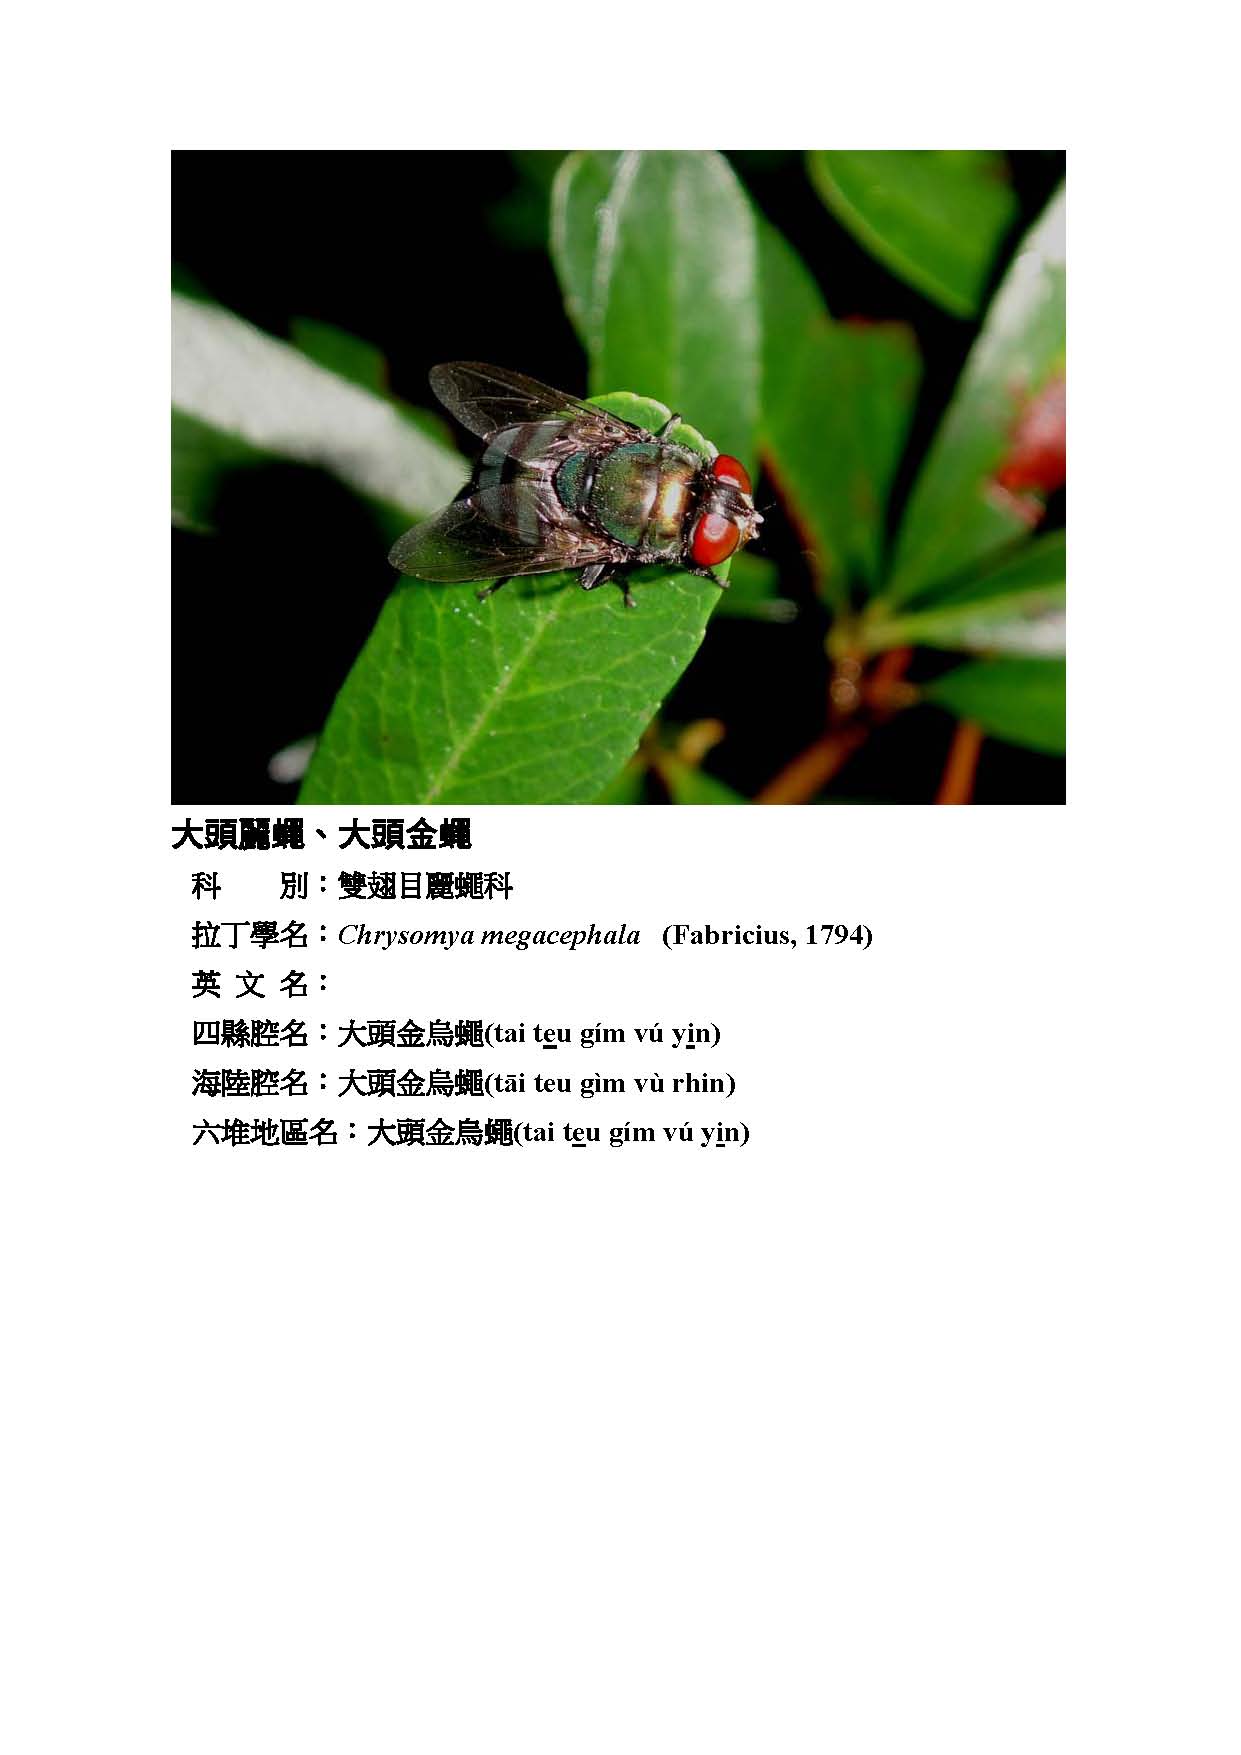 大頭麗蠅、大頭金蠅
科　　別：雙翅目麗蠅科
拉丁學名：Chrysomya megacephala (Fabricius, 1794)
英 文 名：
四縣腔名：大頭金烏蠅(tai te̲u gím vú yi̲n)
海陸腔名：大頭金烏蠅(tāi teu gìm vù rhin)
六堆地區名：大頭金烏蠅(tai te̲u gím vú yi̲n)